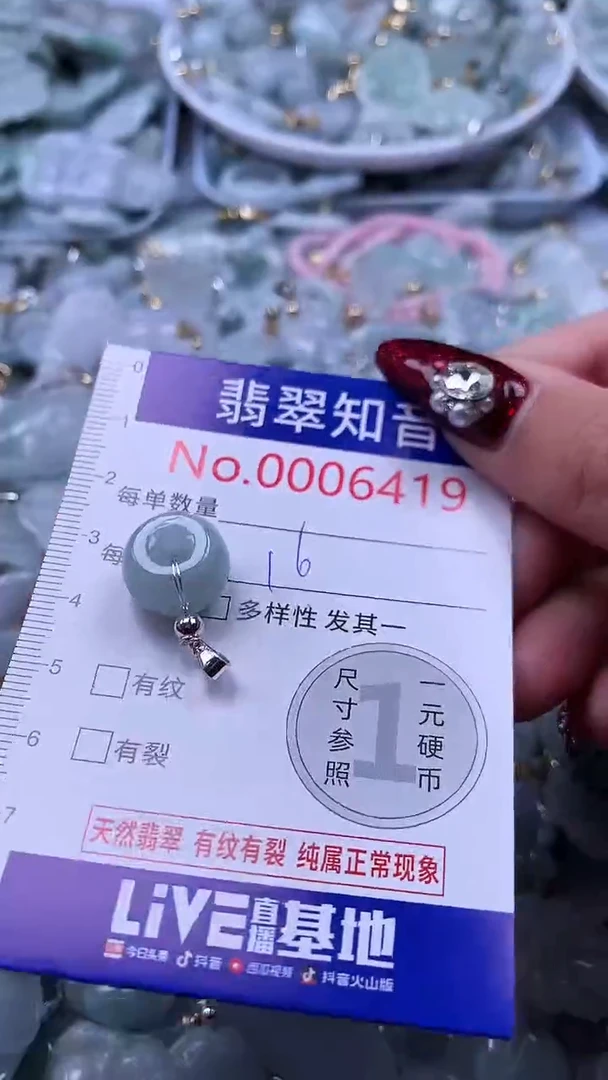 0
翡翠知音
1
No.0006419
2
每单数量
1
3
每 16
多样性 发其一
4
尺寸参照
1
一元硬币
5
有纹
6
有裂
7
天然翡翠 有纹有裂 纯属正常现象
LiVE直播基地
今日头条 抖音 西瓜视频 抖音火山版